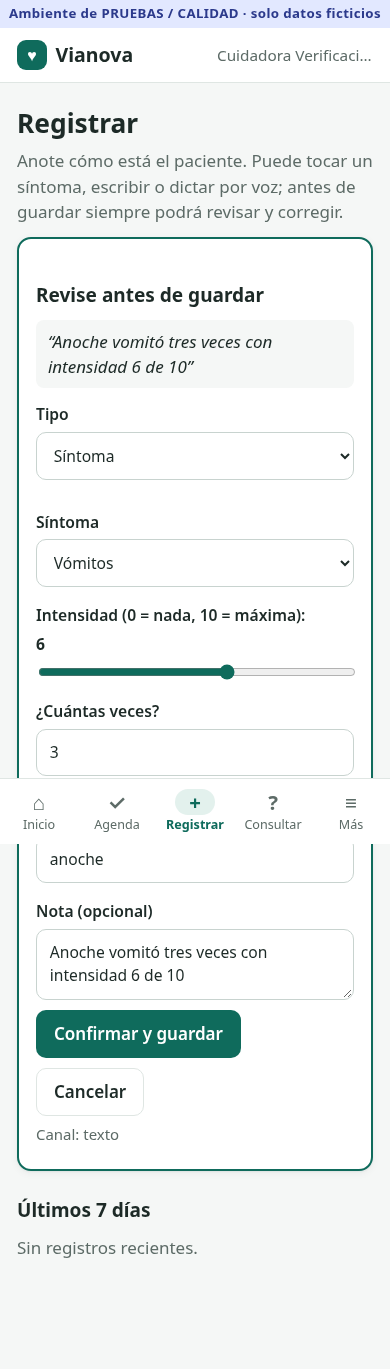 Ambiente de PRUEBAS / CALIDAD · solo datos ficticios
Vianova
Cuidadora Verificaci...
Registrar
Anote cómo está el paciente. Puede tocar un
síntoma, escribir o dictar por voz; antes de
guardar siempre podrá revisar y corregir.
Revise antes de guardar
“Anoche vomitó tres veces con
intensidad 6 de 10”
Tipo
Síntoma
Síntoma
Vómitos
Intensidad (0 = nada, 10 = máxima):
6
¿Cuántas veces?
3
Inicio
Agenda
Registrar
Consultar
Más
anoche
Nota (opcional)
Anoche vomitó tres veces con
intensidad 6 de 10
Confirmar y guardar
Cancelar
Canal: texto
Últimos 7 días
Sin registros recientes.